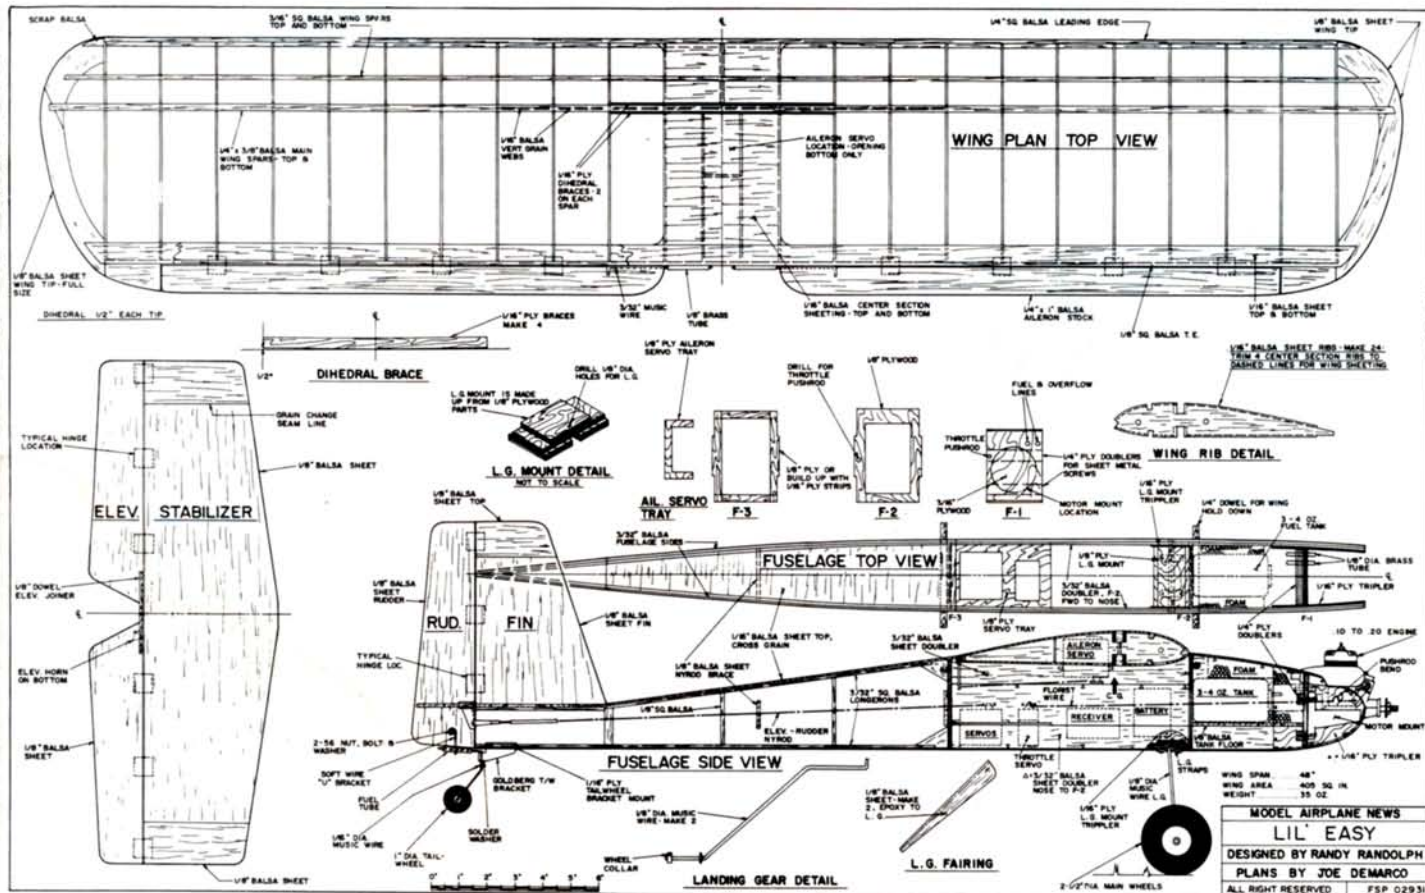 SCRAP BALSA
3/16" SQ. BALSA WING SPARS
TOP AND BOTTOM
℄
1/4" SQ. BALSA LEADING EDGE
1/8" BALSA SHEET
WING TIP
1/4" x 3/8" BALSA MAIN
WING SPARS - TOP &
BOTTOM
1/16" BALSA
VERT GRAIN
WEBS
1/16" PLY
DIHEDRAL
BRACES - 2
ON EACH
SPAR
AILERON SERVO
LOCATION - OPENING
BOTTOM ONLY
WING PLAN TOP VIEW
1/8" BALSA SHEET
WING TIP - FULL
SIZE
DIHEDRAL 1/2" EACH TIP
3/32" MUSIC
WIRE
1/8" BRASS
TUBE
1/16" BALSA CENTER SECTION
SHEETING - TOP AND BOTTOM
1/4" x 1" BALSA
AILERON STOCK
1/8" SQ BALSA T.E.
1/16" BALSA SHEET
TOP & BOTTOM
℄
1/16" PLY BRACES
MAKE 4
1/2"
DIHEDRAL BRACE
1/8" PLY AILERON
SERVO TRAY
DRILL 1/8" DIA.
HOLES FOR L.G.
L.G. MOUNT IS MADE
UP FROM 1/8" PLYWOOD
PARTS
L.G. MOUNT DETAIL
NOT TO SCALE
AIL. SERVO
TRAY
F-3
1/8" PLY OR
BUILD UP WITH
1/16" PLY STRIPS
DRILL FOR
THROTTLE
PUSHROD
1/8" PLYWOOD
F-2
FUEL & OVERFLOW
LINES
THROTTLE
PUSHROD
1/4" PLY DOUBLERS
FOR SHEET METAL
SCREWS
3/16"
PLYWOOD
MOTOR MOUNT
LOCATION
F-1
1/16" BALSA SHEET RIBS - MAKE 24-
TRIM 4 CENTER SECTION RIBS TO
DASHED LINES FOR WING SHEETING
WING RIB DETAIL
GRAIN CHANGE
SEAM LINE
TYPICAL HINGE
LOCATION
1/8" BALSA SHEET
ELEV. STABILIZER
1/8" DOWEL
ELEV. JOINER
℄
ELEV. HORN
ON BOTTOM
1/8" BALSA
SHEET
1/8" BALSA SHEET
1/8" BALSA
SHEET TOP
3/32" BALSA
FUSELAGE SIDES
FUSELAGE TOP VIEW
1/16" PLY
L.G. MOUNT
TRIPPLER
1/4" DOWEL FOR WING
HOLD DOWN
3 - 4 OZ.
FUEL TANK
FOAM
1/8" PLY
L.G. MOUNT
1/8" DIA. BRASS
TUBE
℄
1/8" BALSA
SHEET
RUDDER
3/32" BALSA
DOUBLER, F-2
FWD TO NOSE
FOAM
1/16" PLY TRIPLER
1/8" PLY
SERVO TRAY
F-3
F-2
F-1
1/4" PLY
DOUBLERS
RUD.
FIN
1/8" BALSA
SHEET FIN
1/16" BALSA SHEET TOP,
CROSS GRAIN
3/32" BALSA
SHEET DOUBLER
AILERON
SERVO
.10 TO .20 ENGINE
PUSHROD
BEND
TYPICAL
HINGE LOC.
1/8" BALSA SHEET
NYROD BRACE
C.G.
FOAM
1/8" SQ. BALSA
3/32" SQ. BALSA
LONGERONS
FLORIST
WIRE
3-4 OZ. TANK
BATTERY
RECEIVER
SERVOS
ELEV. - RUDDER
NYROD
MOTOR MOUNT
2-56 NUT, BOLT &
WASHER
FUSELAGE SIDE VIEW
THROTTLE
SERVO
1/8" BALSA
TANK FLOOR
x = 1/16" PLY TRIPLER
SOFT WIRE
"U" BRACKET
GOLDBERG T/W
BRACKET
1/16" PLY
TAILWHEEL
BRACKET MOUNT
Δ=3/32" BALSA
SHEET DOUBLER
NOSE TO F-2
L.G.
STRAPS
FUEL
TUBE
1/8" DIA.
MUSIC
WIRE L.G.
1/16" DIA.
MUSIC WIRE
SOLDER
WASHER
1" DIA. TAIL-
WHEEL
1/8" DIA. MUSIC
WIRE - MAKE 2
1/8" BALSA
SHEET-MAKE
2, EPOXY TO
L.G.
1/16" PLY
L.G. MOUNT
TRIPPLER
WHEEL
COLLAR
LANDING GEAR DETAIL
L.G. FAIRING
0" 1" 2" 3" 4" 5" 6"
2-1/2" DIA. MAIN WHEELS
WING SPAN 48"
WING AREA 405 SQ. IN.
WEIGHT 35 OZ.
MODEL AIRPLANE NEWS
LIL' EASY
DESIGNED BY RANDY RANDOLPH
PLANS BY JOE DEMARCO
ALL RIGHT RESERVED